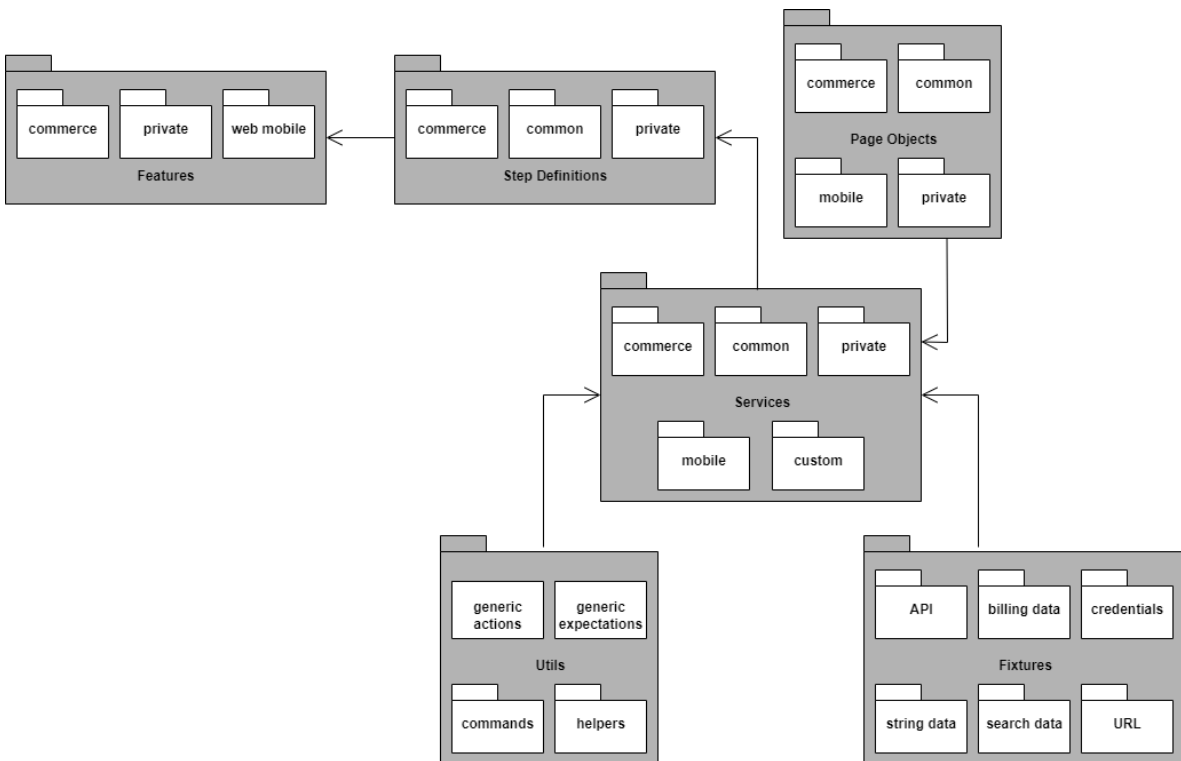 commerce
private
web mobile
Features
commerce
common
private
Step Definitions
commerce
common
Page Objects
mobile
private
commerce
common
private
Services
mobile
custom
generic
actions
generic
expectations
Utils
commands
helpers
API
billing data
credentials
Fixtures
string data
search data
URL